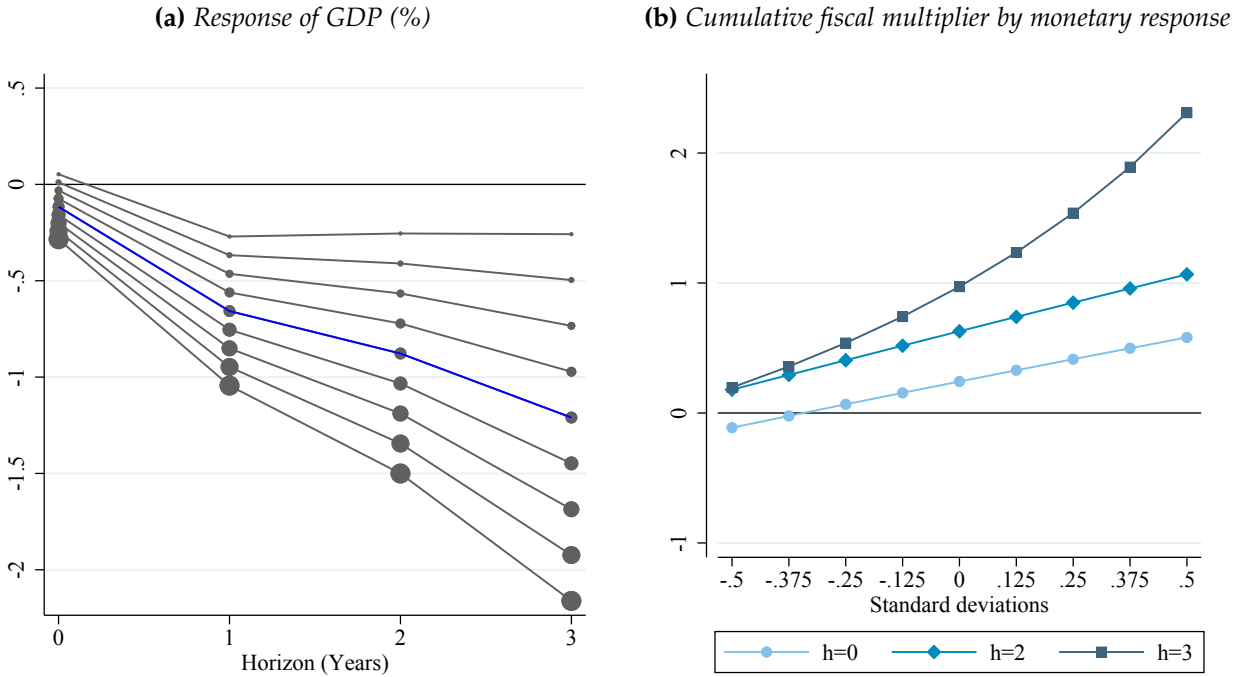 (a) Response of GDP (%)
.5
0
-.5
-1
-1.5
-2
0 1 2 3
Horizon (Years)
(b) Cumulative fiscal multiplier by monetary response
2
1
0
-1
-.5 -.375 -.25 -.125 0 .125 .25 .375 .5
Standard deviations
h=0 h=2 h=3